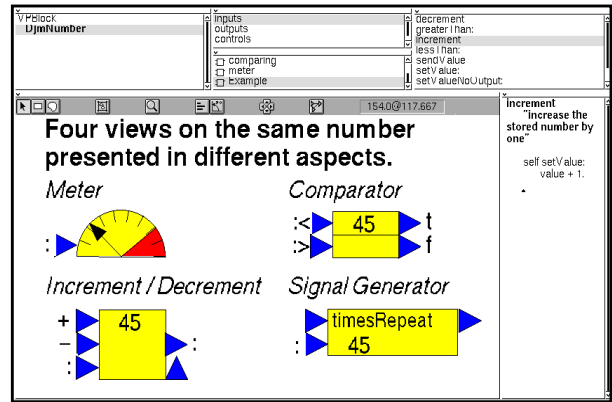 VPBlock
DjmNumber
inputs
outputs
controls
comparing
meter
Example
decrement
greaterThan:
increment
lessThan:
sendValue
setValue:
setValueNoOutput:
154.0@117.667
Four views on the same number
presented in different aspects.
Meter
:
Comparator
:< 45 t
:> f
Increment / Decrement
+ 45
– :
:
Signal Generator
timesRepeat
: 45
increment
"increase the
stored number by
one"
self setValue:
value + 1.